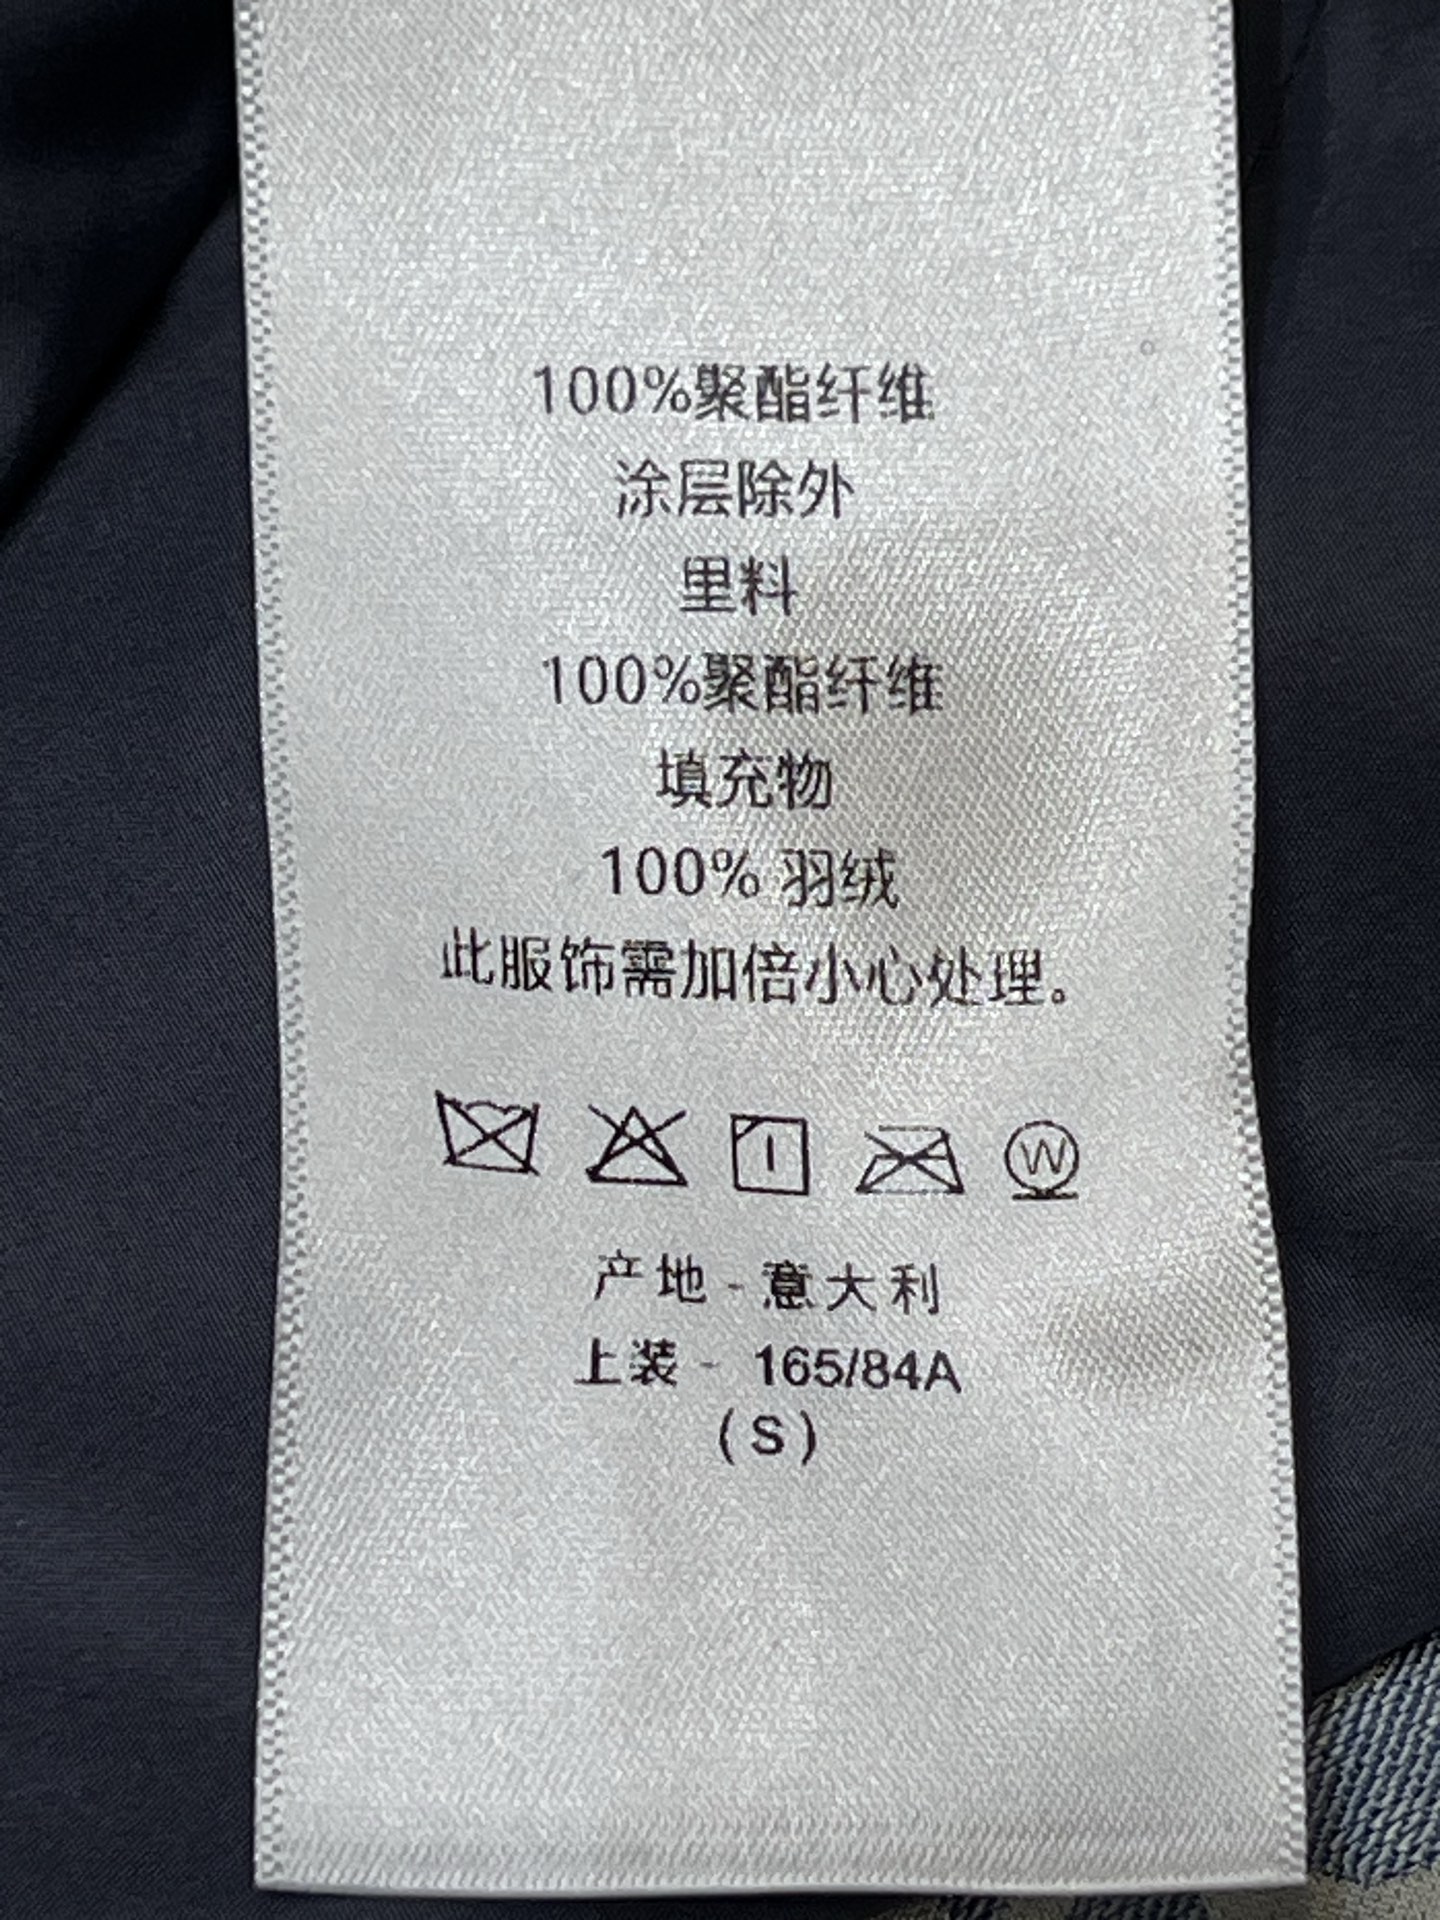 100%聚酯纤维
涂层除外
里料
100%聚酯纤维
填充物
100% 羽绒
此服饰需加倍小心处理。
W
产地 - 意大利
上装 - 165/84A
(S)